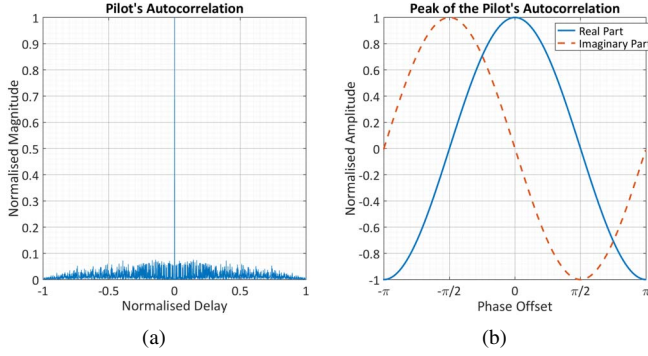 Pilot's Autocorrelation
Normalised Magnitude
1
0.9
0.8
0.7
0.6
0.5
0.4
0.3
0.2
0.1
0
-1
-0.5
0
0.5
1
Normalised Delay
(a)
Peak of the Pilot's Autocorrelation
Real Part
Imaginary Part
Normalised Amplitude
1
0.8
0.6
0.4
0.2
0
-0.2
-0.4
-0.6
-0.8
-1
-π
-π/2
0
π/2
π
Phase Offset
(b)